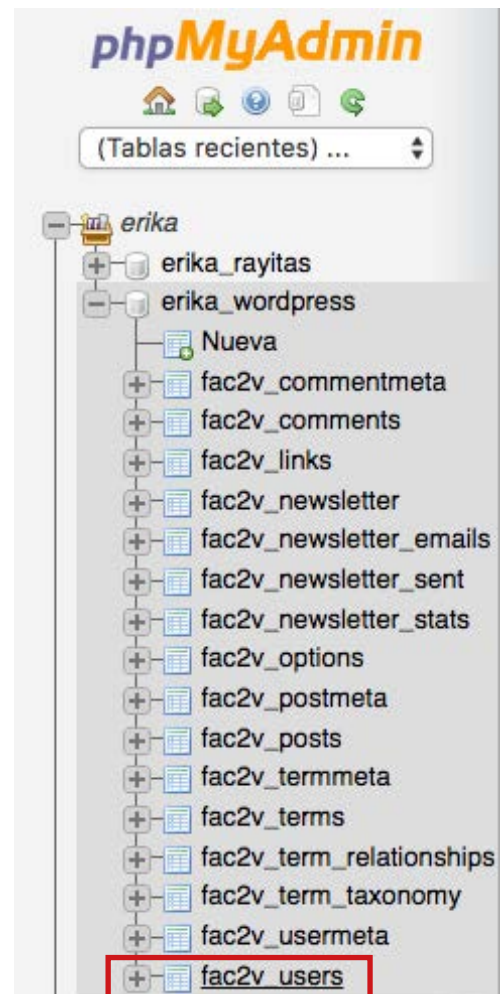 phpMyAdmin
(Tablas recientes) ...
erika
erika_rayitas
erika_wordpress
Nueva
fac2v_commentmeta
fac2v_comments
fac2v_links
fac2v_newsletter
fac2v_newsletter_emails
fac2v_newsletter_sent
fac2v_newsletter_stats
fac2v_options
fac2v_postmeta
fac2v_posts
fac2v_termmeta
fac2v_terms
fac2v_term_relationships
fac2v_term_taxonomy
fac2v_usermeta
fac2v_users